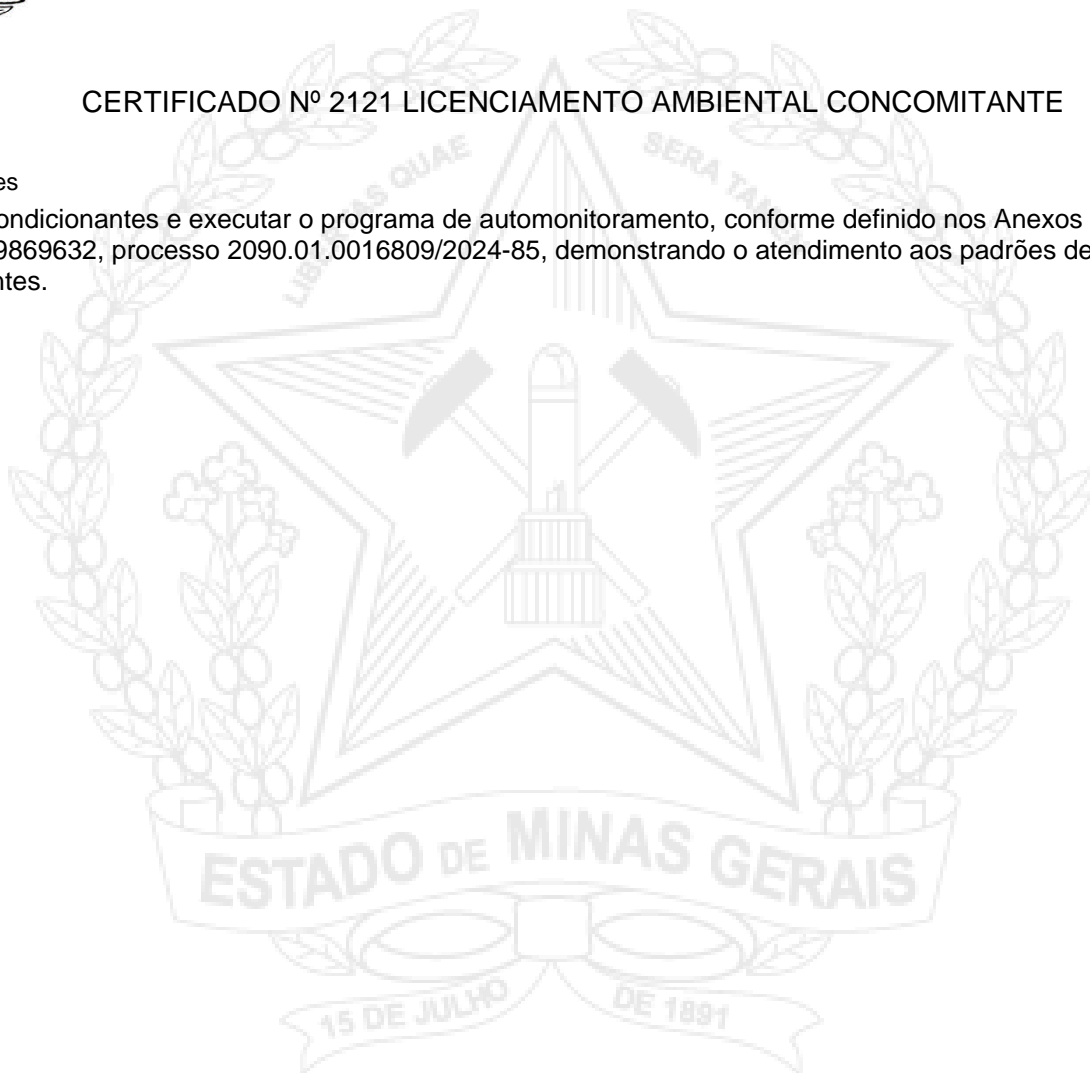 CERTIFICADO Nº 2121 LICENCIAMENTO AMBIENTAL CONCOMITANTE
es
ondicionantes e executar o programa de automonitoramento, conforme definido nos Anexos
9869632, processo 2090.01.0016809/2024-85, demonstrando o atendimento aos padrões de
ntes.
LIBERTAS QUAE SERA TAMEN
ESTADO DE MINAS GERAIS
15 DE JULHO DE 1891